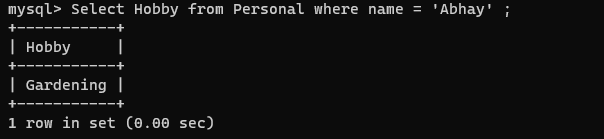 mysql> Select Hobby from Personal where name = 'Abhay' ;
+-----------+
| Hobby     |
+-----------+
| Gardening |
+-----------+
1 row in set (0.00 sec)